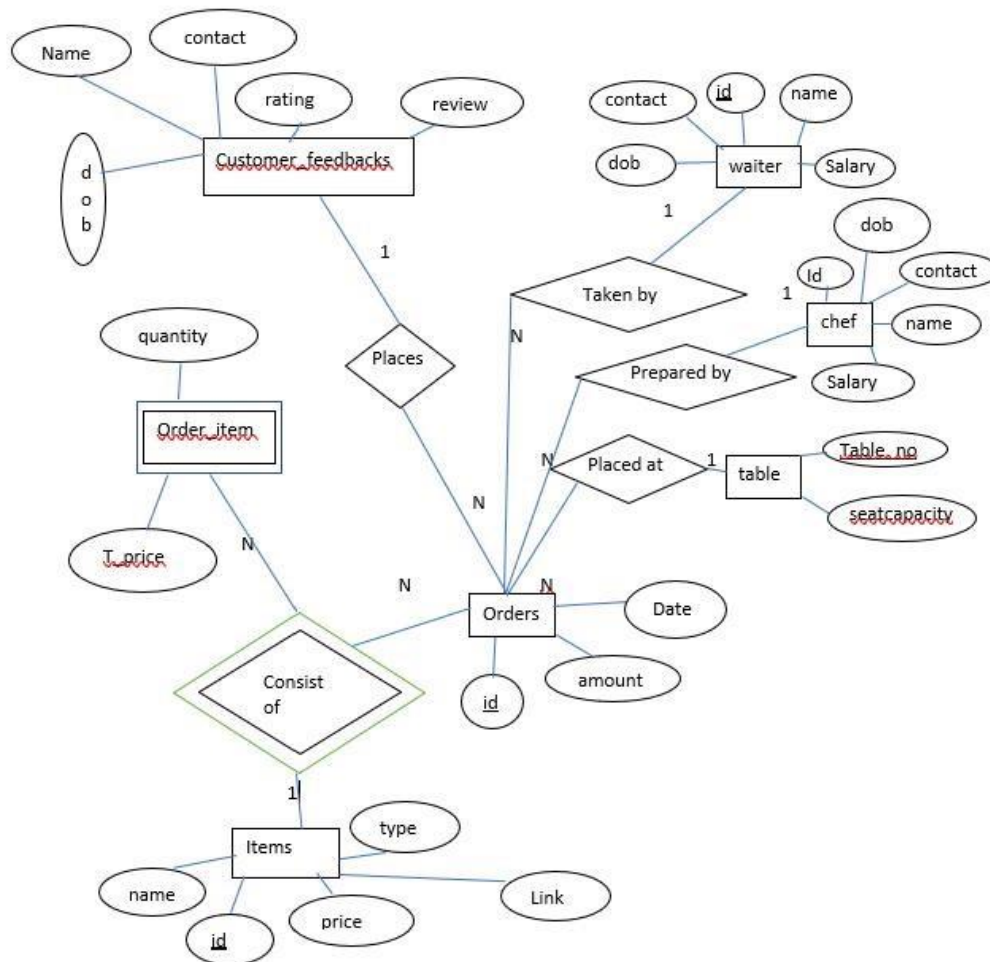 contact
Name
rating
review
Customer_feedbacks
d
o
b
1
Places
N
contact
id
name
dob
waiter
Salary
1
Taken by
N
dob
Id
contact
1
chef
name
Salary
Prepared by
N
Placed at
1
table
Table_no
seatcapacity
N
quantity
Order_item
T_price
N
N
Orders
Date
amount
id
Consist
of
1
Items
type
name
id
price
Link